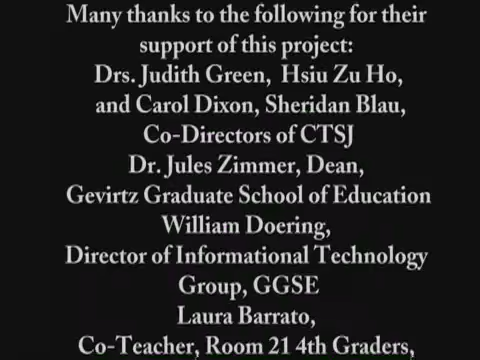 Many thanks to the following for their
support of this project:
Drs. Judith Green,  Hsiu Zu Ho,
and Carol Dixon, Sheridan Blau,
Co-Directors of CTSJ
Dr. Jules Zimmer, Dean,
Gevirtz Graduate School of Education
William Doering,
Director of Informational Technology
Group, GGSE
Laura Barrato,
Co-Teacher, Room 21 4th Graders,